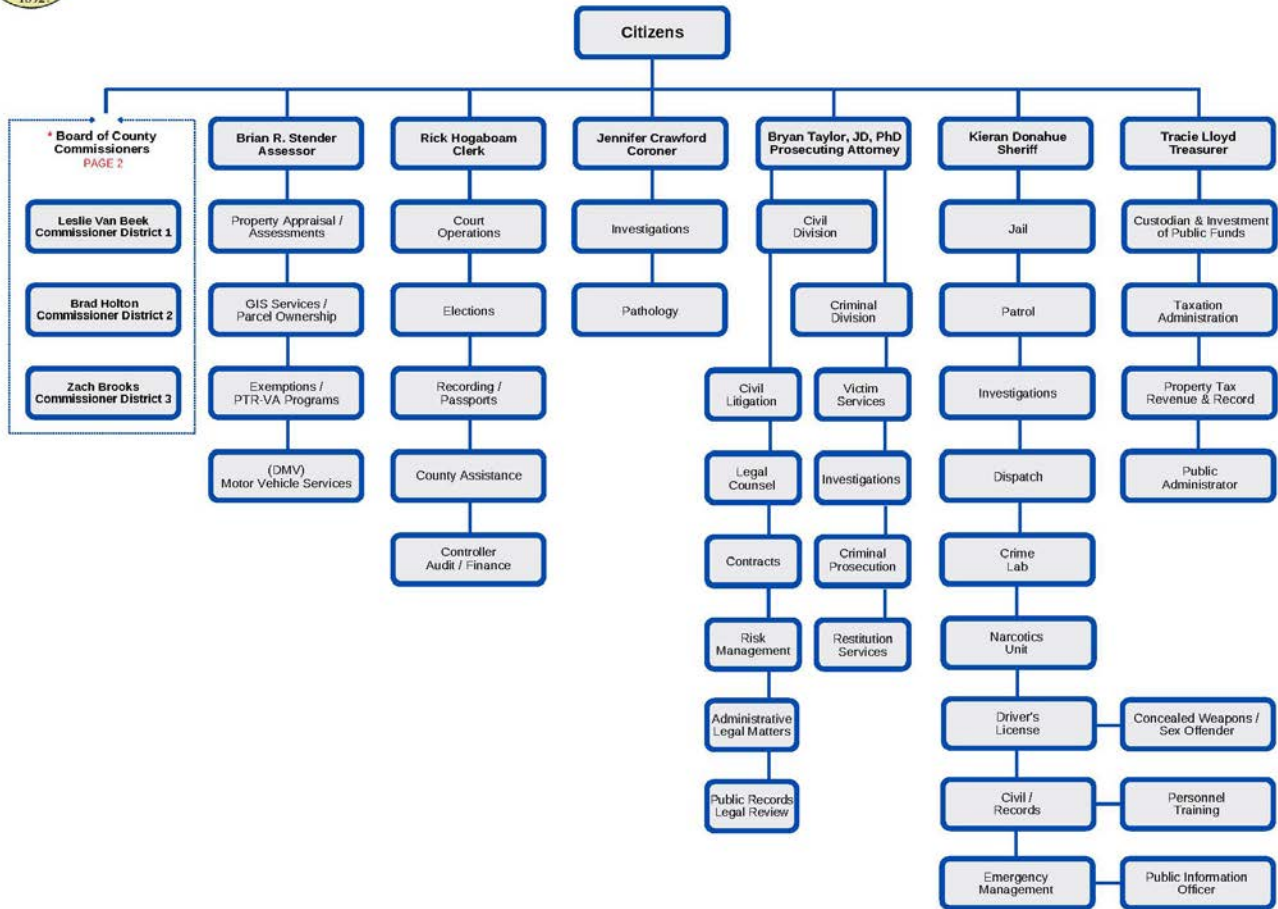 1892
Citizens
* Board of County
Commissioners
PAGE 2
Leslie Van Beek
Commissioner District 1
Brad Holton
Commissioner District 2
Zach Brooks
Commissioner District 3
Brian R. Stender
Assessor
Property Appraisal /
Assessments
GIS Services /
Parcel Ownership
Exemptions /
PTR-VA Programs
(DMV)
Motor Vehicle Services
Rick Hogaboam
Clerk
Court
Operations
Elections
Recording /
Passports
County Assistance
Controller
Audit / Finance
Jennifer Crawford
Coroner
Investigations
Pathology
Bryan Taylor, JD, PhD
Prosecuting Attorney
Civil
Division
Civil
Litigation
Legal
Counsel
Contracts
Risk
Management
Administrative
Legal Matters
Public Records
Legal Review
Criminal
Division
Victim
Services
Investigations
Criminal
Prosecution
Restitution
Services
Kieran Donahue
Sheriff
Jail
Patrol
Investigations
Dispatch
Crime
Lab
Narcotics
Unit
Driver's
License
Concealed Weapons /
Sex Offender
Civil /
Records
Personnel
Training
Emergency
Management
Public Information
Officer
Tracie Lloyd
Treasurer
Custodian & Investment
of Public Funds
Taxation
Administration
Property Tax
Revenue & Record
Public
Administrator